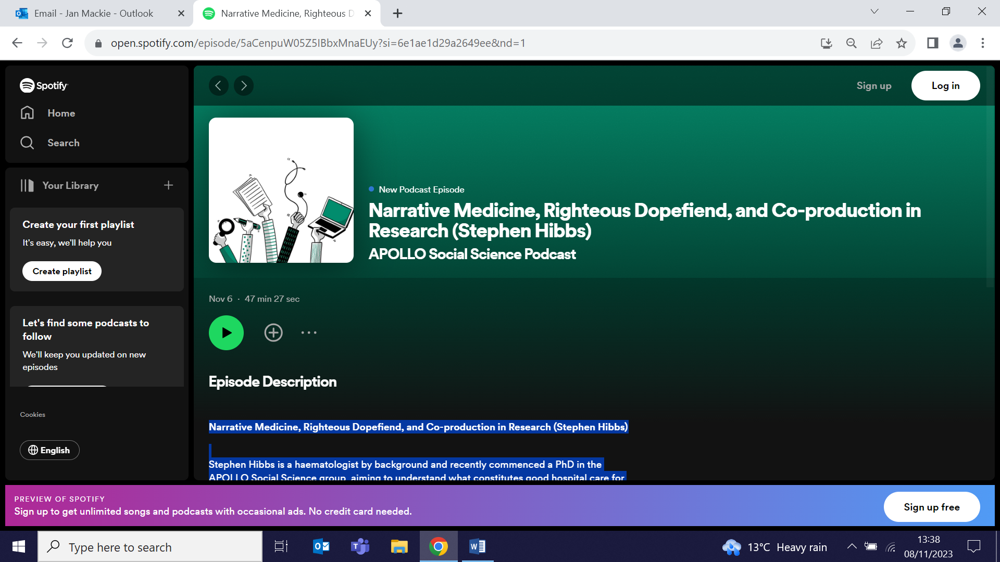 Email - Jan Mackie - Outlook
Narrative Medicine, Righteous D
open.spotify.com/episode/5aCenpuW05Z5IBbxMnaEUy?si=6e1ae1d29a2649ee&nd=1
Spotify
Home
Search
Your Library
Create your first playlist
It's easy, we'll help you
Create playlist
Let's find some podcasts to
follow
We'll keep you updated on new
episodes
Cookies
English
Sign up
Log in
New Podcast Episode
Narrative Medicine, Righteous Dopefiend, and Co-production in
Research (Stephen Hibbs)
APOLLO Social Science Podcast
Nov 6 · 47 min 27 sec
Episode Description
Narrative Medicine, Righteous Dopefiend, and Co-production in Research (Stephen Hibbs)
Stephen Hibbs is a haematologist by background and recently commenced a PhD in the
APOLLO Social Science group, aiming to understand what constitutes good hospital care for
PREVIEW OF SPOTIFY
Sign up to get unlimited songs and podcasts with occasional ads. No credit card needed.
Sign up free
Type here to search
13°C Heavy rain
13:38
08/11/2023